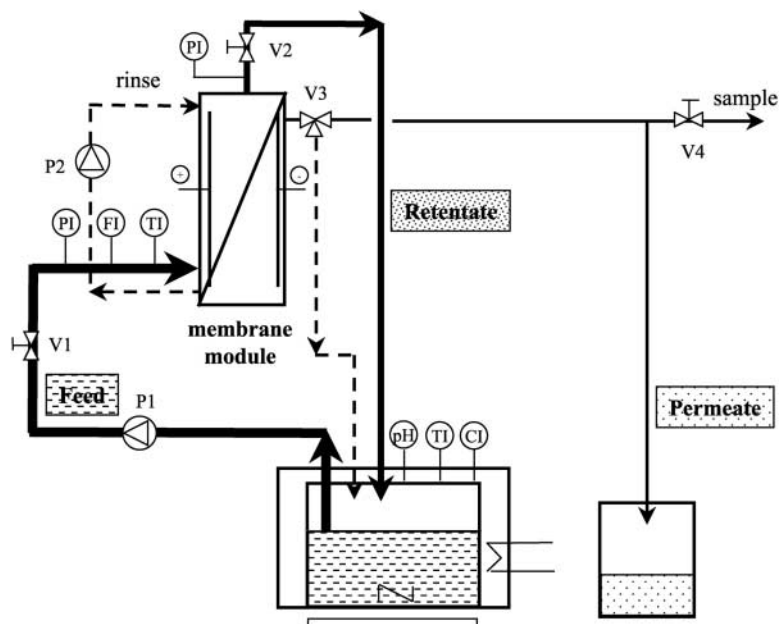 PI
V2
rinse
V3
sample
P2
+
-
V4
PI
FI
TI
Retentate
membrane
module
V1
Feed
P1
Permeate
pH
TI
CI